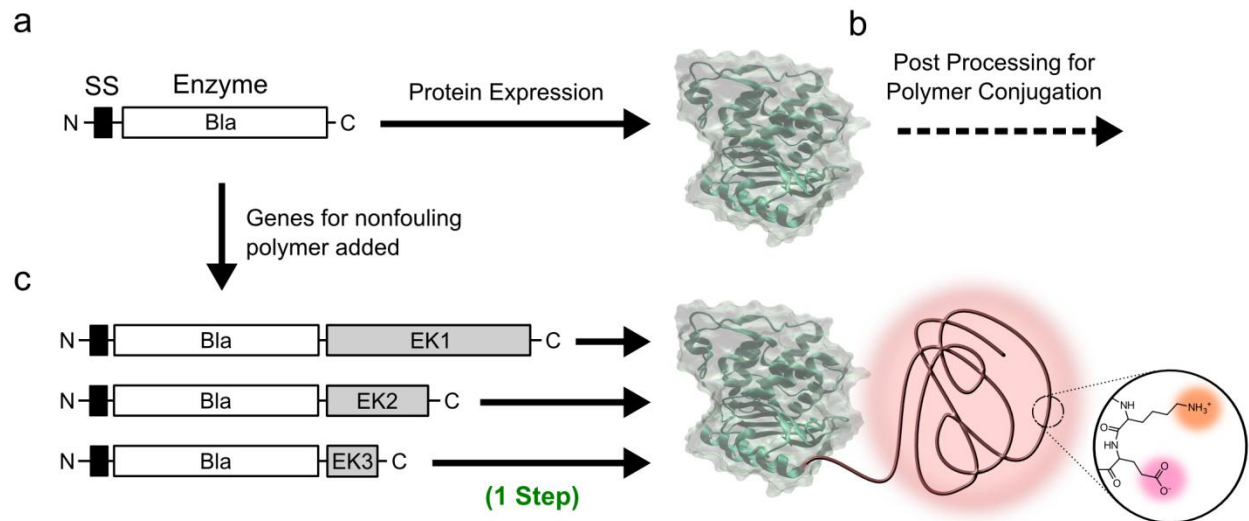 a
SS
Enzyme
N
Bla
C
Protein Expression
b
Post Processing for
Polymer Conjugation
Genes for nonfouling
polymer added
c
N
Bla
EK1
C
N
Bla
EK2
C
N
Bla
EK3
C
(1 Step)
NH
NH₃⁺
O
HN
O
O
O⁻